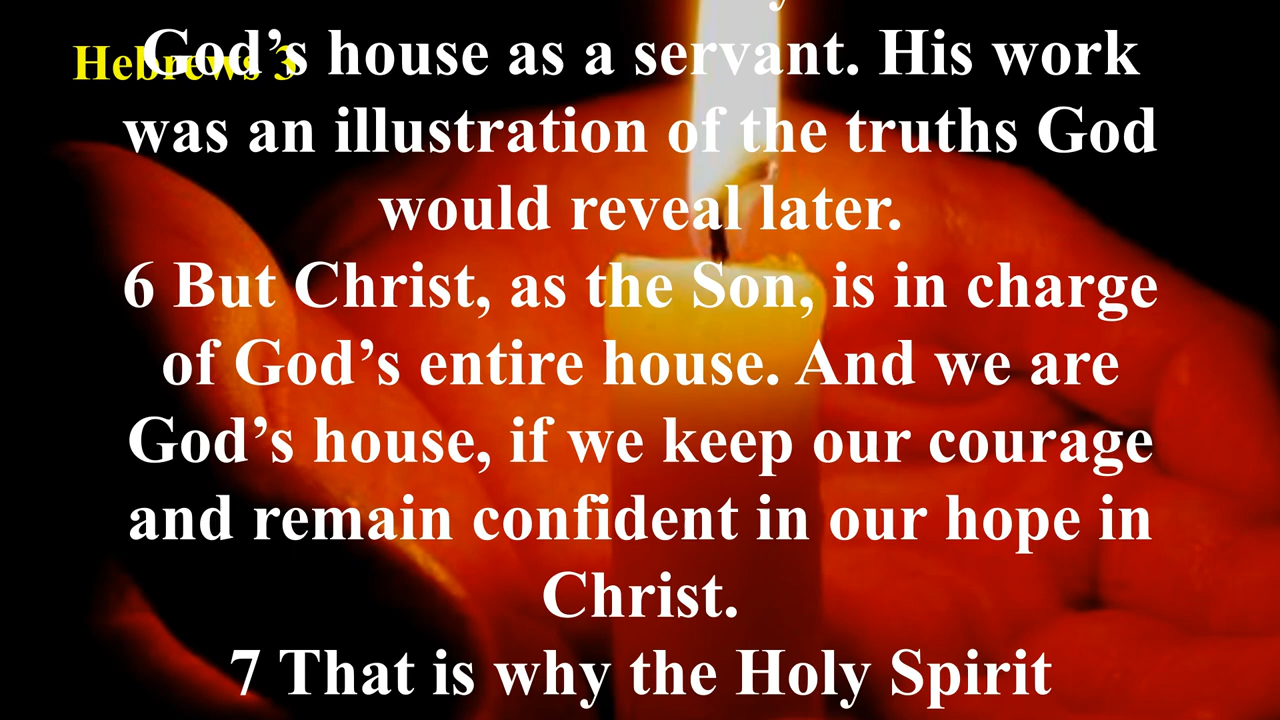 Hebrews 3
God’s house as a servant. His work
was an illustration of the truths God
would reveal later.
6 But Christ, as the Son, is in charge
of God’s entire house. And we are
God’s house, if we keep our courage
and remain confident in our hope in
Christ.
7 That is why the Holy Spirit